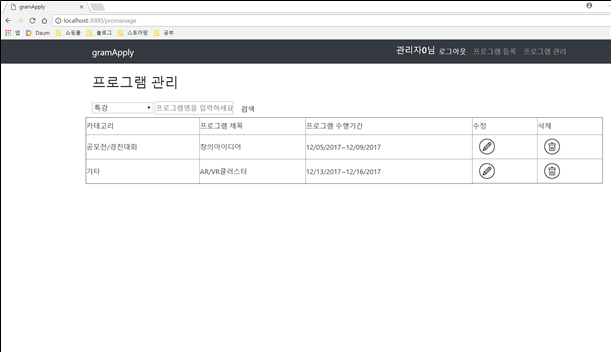 gramApply
localhost:3000/promanage
앱 Daum 쇼핑몰 블로그 스토어팜 공부
gramApply 관리자0님 로그아웃 프로그램 등록 프로그램 관리
프로그램 관리
특강 프로그램명을 입력하세요 검색
카테고리 프로그램 제목 프로그램 수행기간 수정 삭제
공모전/경진대회 창의아이디어 12/05/2017~12/09/2017
기타 AR/VR클러스터 12/13/2017~12/16/2017